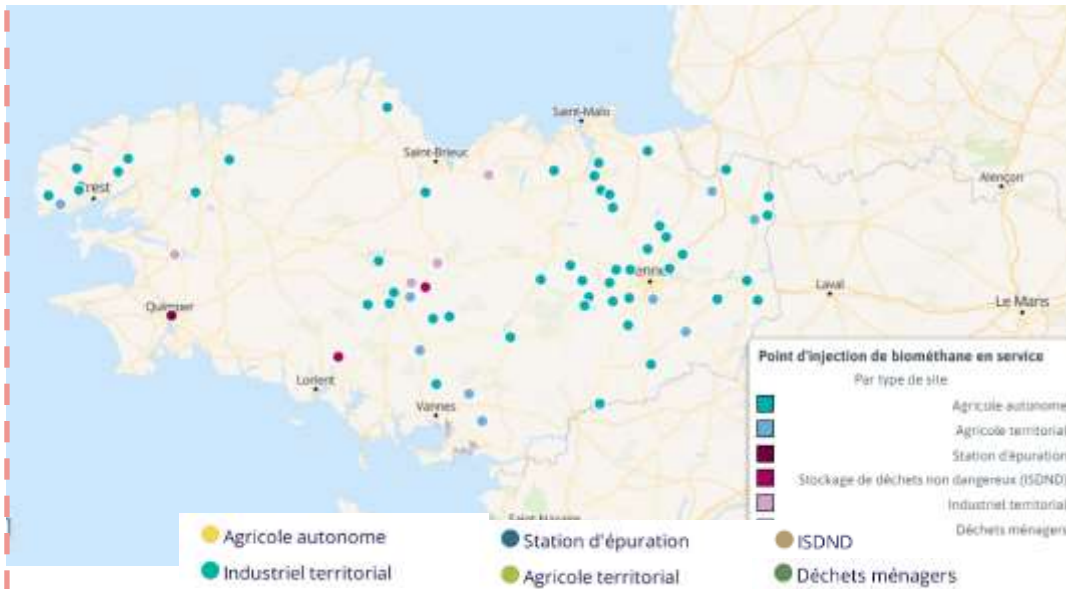 Saint-Malo
Saint-Brieuc
Alençon
Brest
Rennes
Laval
Quimper
Le Mans
Lorient
Vannes
Point d'injection de biométhane en service
Par type de site
Agricole autonome
Agricole territorial
Station d'épuration
Stockage de déchets non dangereux (ISDND)
Industriel territorial
Déchets ménagers
Saint-Nazaire
Agricole autonome
Station d'épuration
ISDND
Industriel territorial
Agricole territorial
Déchets ménagers